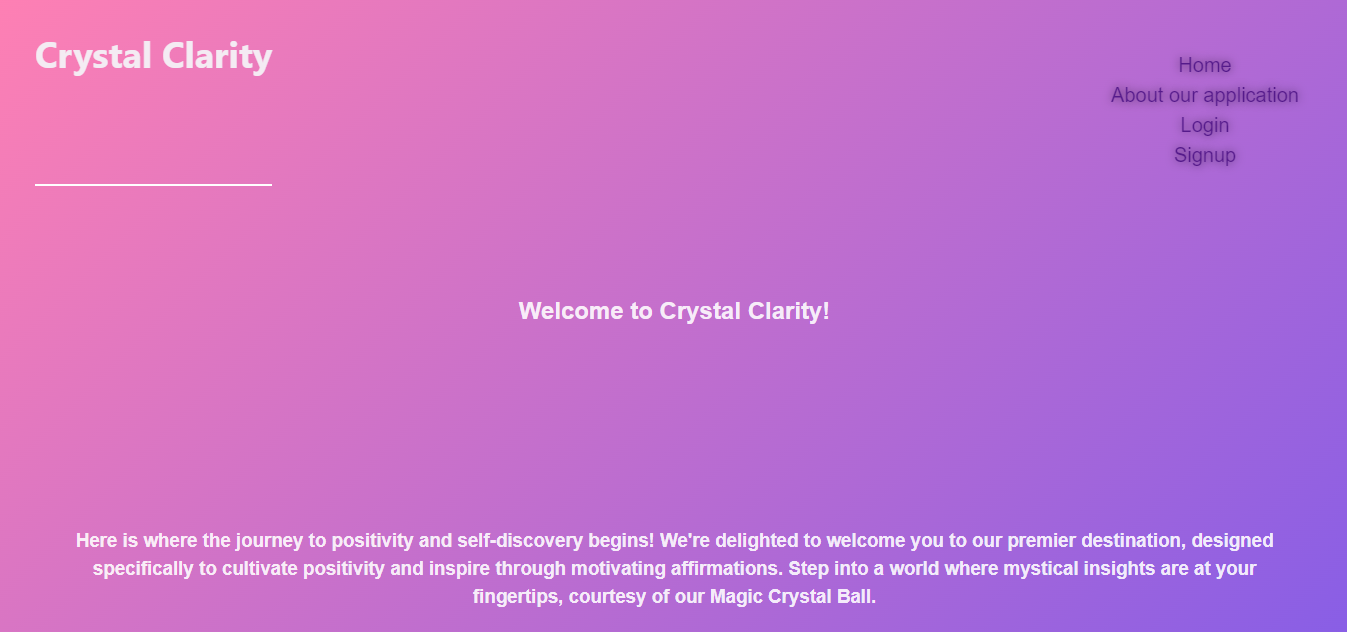 Crystal Clarity
Home
About our application
Login
Signup
Welcome to Crystal Clarity!
Here is where the journey to positivity and self-discovery begins! We're delighted to welcome you to our premier destination, designed
specifically to cultivate positivity and inspire through motivating affirmations. Step into a world where mystical insights are at your
fingertips, courtesy of our Magic Crystal Ball.